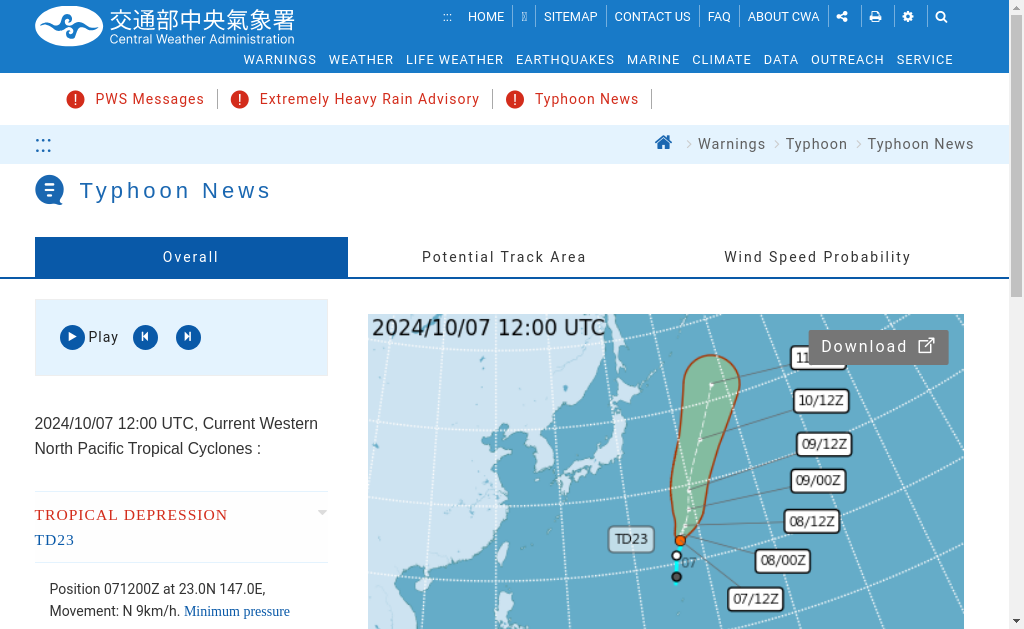 交通部中央氣象署
Central Weather Administration
::: HOME SITEMAP CONTACT US FAQ ABOUT CWA
WARNINGS WEATHER LIFE WEATHER EARTHQUAKES MARINE CLIMATE DATA OUTREACH SERVICE
PWS Messages Extremely Heavy Rain Advisory Typhoon News
::: Warnings Typhoon Typhoon News
Typhoon News
Overall Potential Track Area Wind Speed Probability
Play
2024/10/07 12:00 UTC, Current Western
North Pacific Tropical Cyclones :
TROPICAL DEPRESSION
TD23
Position 071200Z at 23.0N 147.0E,
Movement: N 9km/h. Minimum pressure
2024/10/07 12:00 UTC
Download
10/12Z
09/12Z
09/00Z
08/12Z
TD23
08/00Z
07
07/12Z